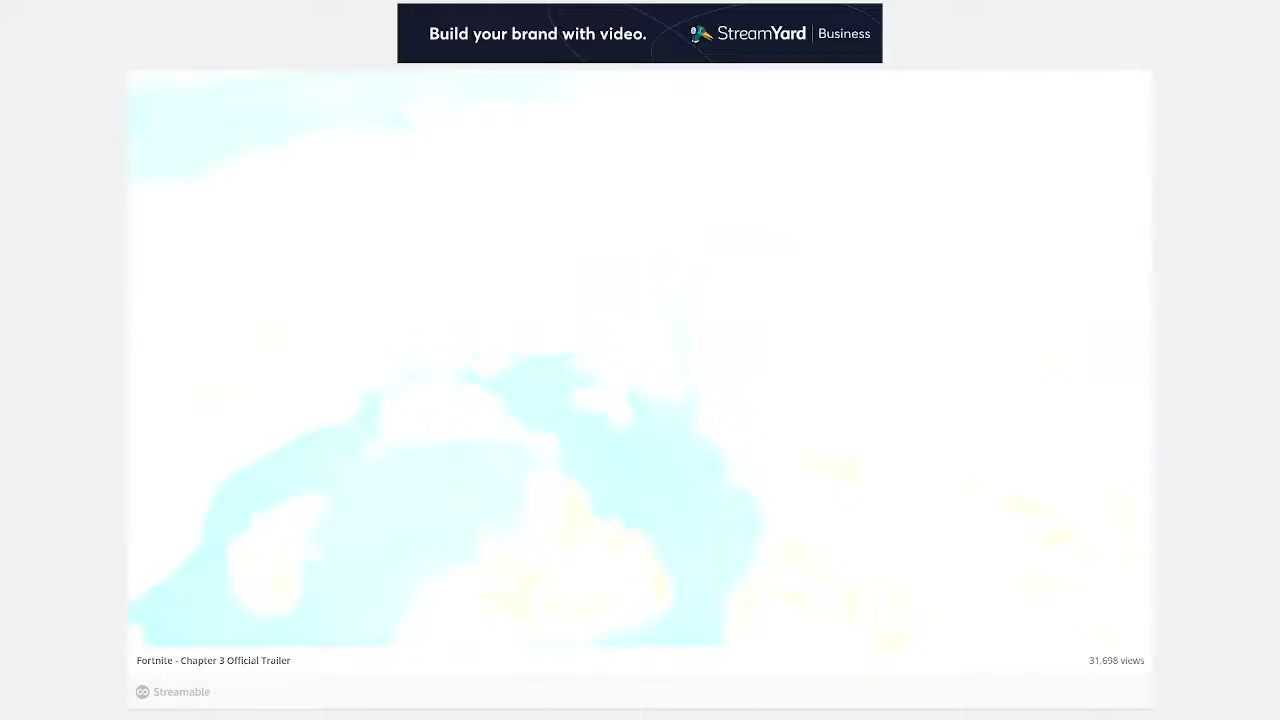 Build your brand with video.
StreamYard Business
Fortnite - Chapter 3 Official Trailer
31,698 views
Streamable